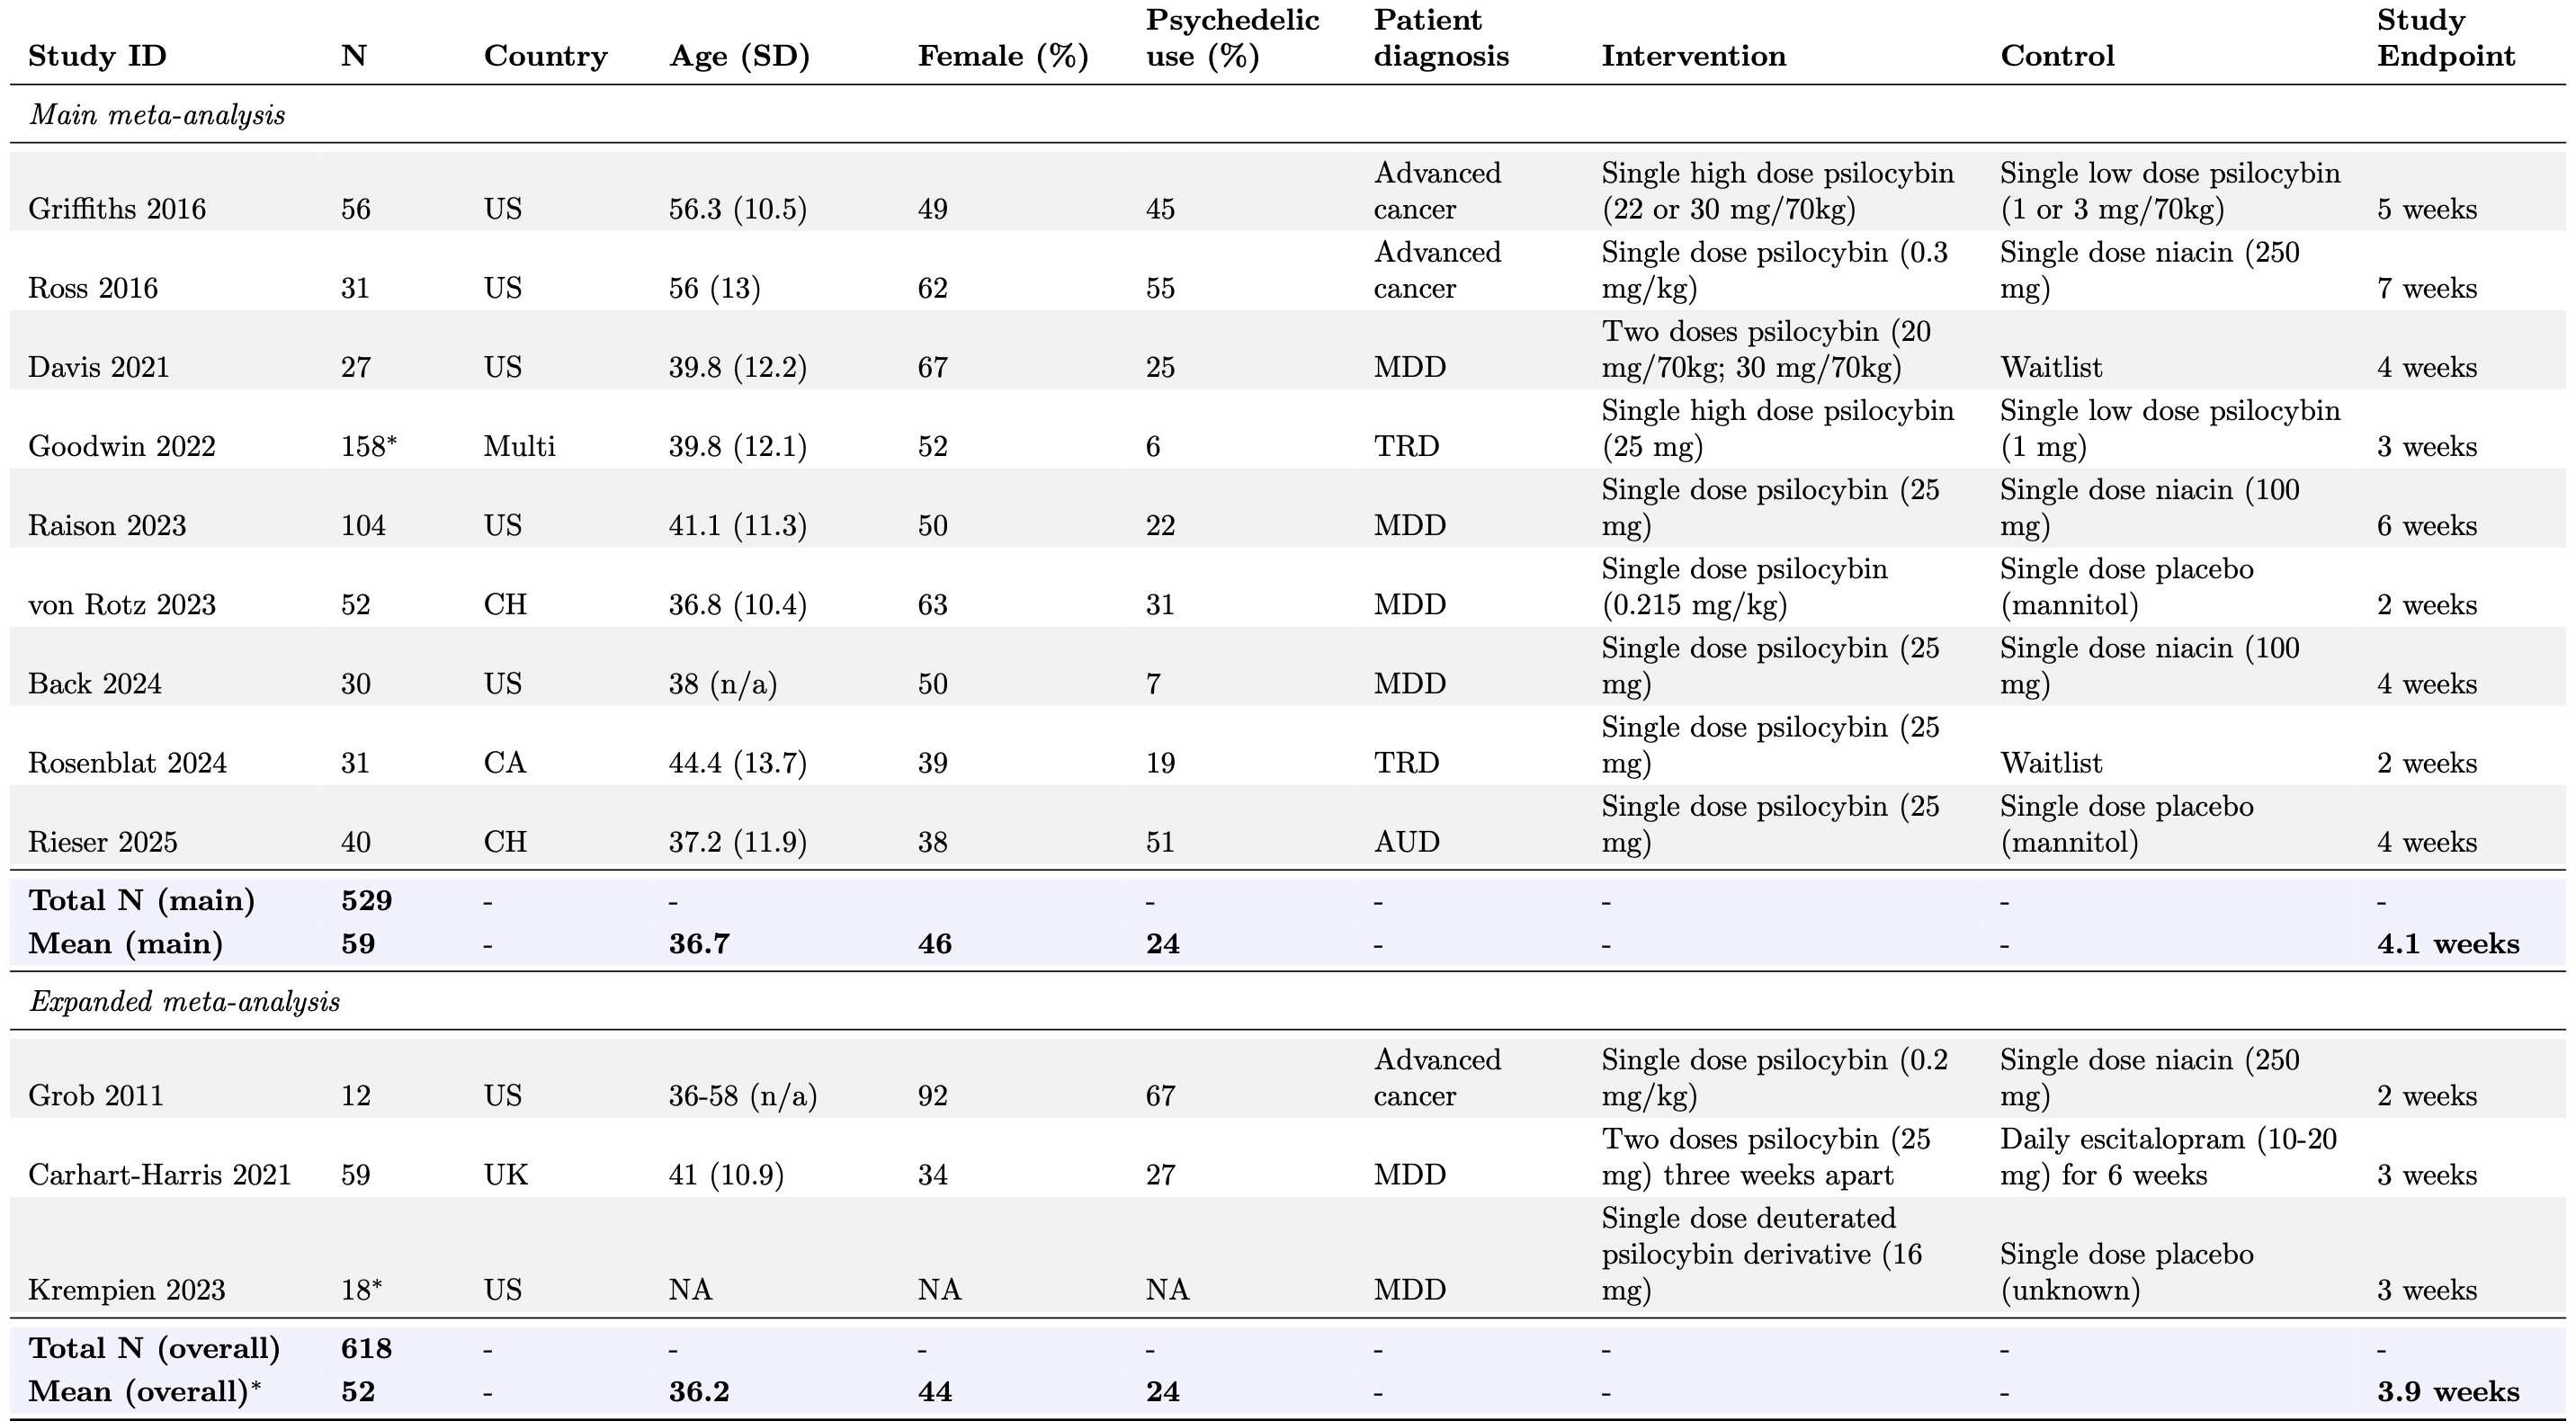 Study ID N Country Age (SD) Female (%) Psychedelic use (%) Patient diagnosis Intervention Control Study Endpoint
Main meta-analysis
Griffiths 2016 56 US 56.3 (10.5) 49 45 Advanced cancer Single high dose psilocybin (22 or 30 mg/70kg) Single low dose psilocybin (1 or 3 mg/70kg) 5 weeks
Ross 2016 31 US 56 (13) 62 55 Advanced cancer Single dose psilocybin (0.3 mg/kg) Single dose niacin (250 mg) 7 weeks
Davis 2021 27 US 39.8 (12.2) 67 25 MDD Two doses psilocybin (20 mg/70kg; 30 mg/70kg) Waitlist 4 weeks
Goodwin 2022 158* Multi 39.8 (12.1) 52 6 TRD Single high dose psilocybin (25 mg) Single low dose psilocybin (1 mg) 3 weeks
Raison 2023 104 US 41.1 (11.3) 50 22 MDD Single dose psilocybin (25 mg) Single dose niacin (100 mg) 6 weeks
von Rotz 2023 52 CH 36.8 (10.4) 63 31 MDD Single dose psilocybin (0.215 mg/kg) Single dose placebo (mannitol) 2 weeks
Back 2024 30 US 38 (n/a) 50 7 MDD Single dose psilocybin (25 mg) Single dose niacin (100 mg) 4 weeks
Rosenblat 2024 31 CA 44.4 (13.7) 39 19 TRD Single dose psilocybin (25 mg) Waitlist 2 weeks
Rieser 2025 40 CH 37.2 (11.9) 38 51 AUD Single dose psilocybin (25 mg) Single dose placebo (mannitol) 4 weeks
Total N (main) 529 - - - - - - -
Mean (main) 59 - 36.7 46 24 - - - 4.1 weeks
Expanded meta-analysis
Grob 2011 12 US 36-58 (n/a) 92 67 Advanced cancer Single dose psilocybin (0.2 mg/kg) Single dose niacin (250 mg) 2 weeks
Carhart-Harris 2021 59 UK 41 (10.9) 34 27 MDD Two doses psilocybin (25 mg) three weeks apart Daily escitalopram (10-20 mg) for 6 weeks 3 weeks
Krempien 2023 18* US NA NA NA MDD Single dose deuterated psilocybin derivative (16 mg) Single dose placebo (unknown) 3 weeks
Total N (overall) 618 - - - - - - - -
Mean (overall)* 52 - 36.2 44 24 - - - 3.9 weeks